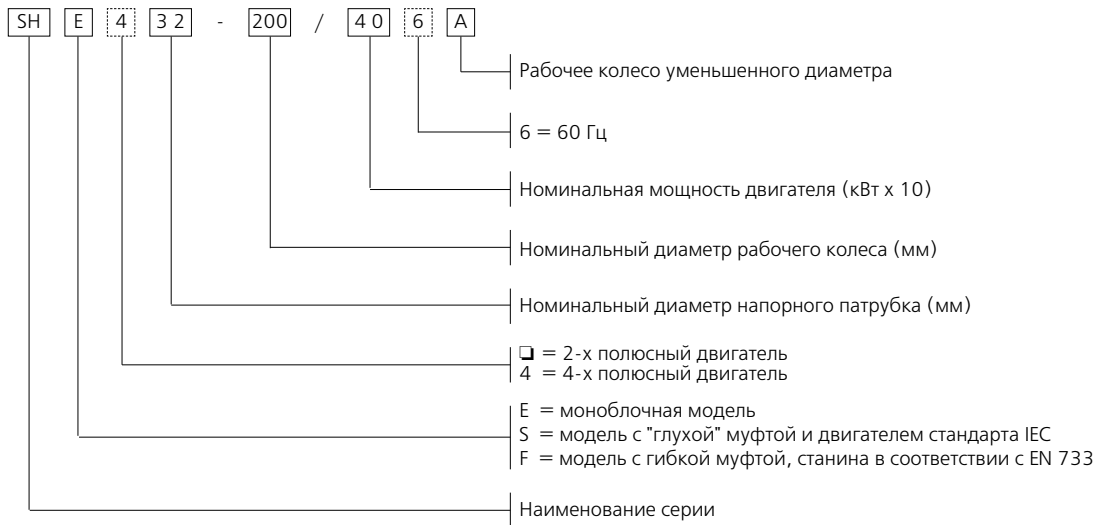 SH E 4 3 2 - 200 / 4 0 6 A
Рабочее колесо уменьшенного диаметра
6 = 60 Гц
Номинальная мощность двигателя (кВт x 10)
Номинальный диаметр рабочего колеса (мм)
Номинальный диаметр напорного патрубка (мм)
❏ = 2-х полюсный двигатель
4 = 4-х полюсный двигатель
E = моноблочная модель
S = модель с "глухой" муфтой и двигателем стандарта IEC
F = модель с гибкой муфтой, станина в соответствии с EN 733
Наименование серии